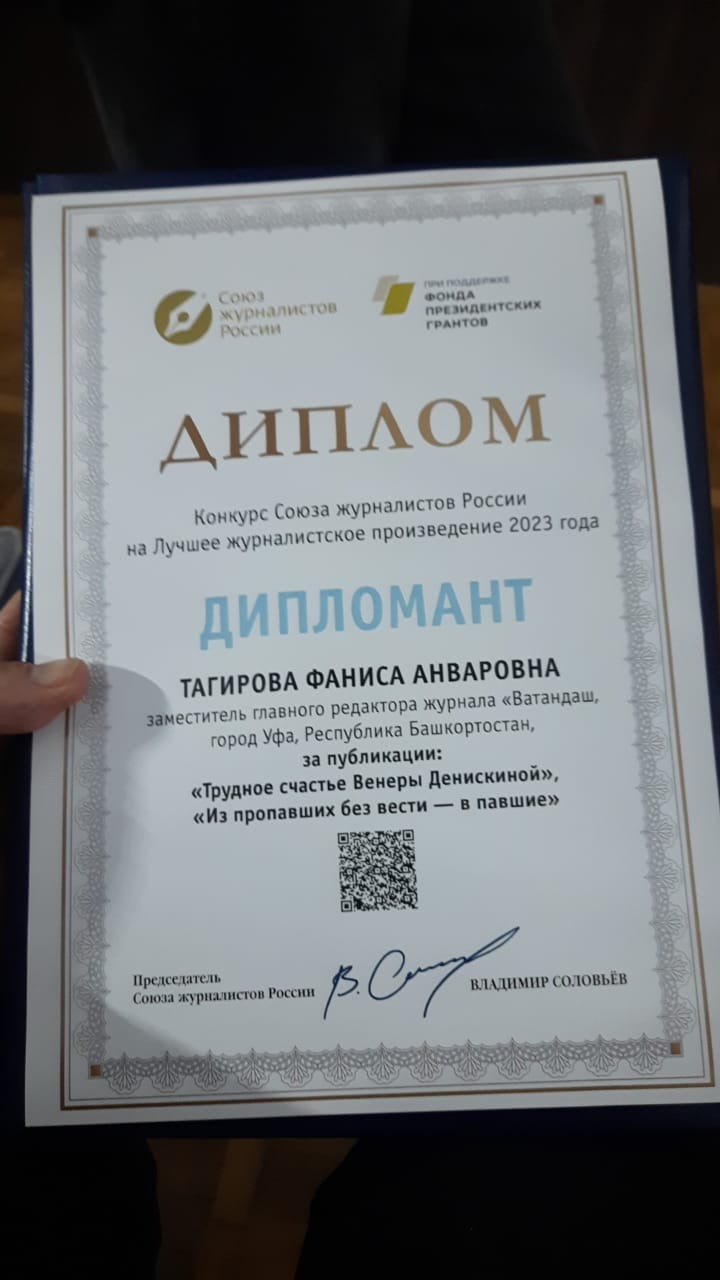 Союз
журналистов
России
ПРИ ПОДДЕРЖКЕ
ФОНДА
ПРЕЗИДЕНТСКИХ
ГРАНТОВ
ДИПЛОМ
Конкурс Союза журналистов России
на Лучшее журналистское произведение 2023 года
ДИПЛОМАНТ
ТАГИРОВА ФАНИСА АНВАРОВНА
заместитель главного редактора журнала «Ватандаш,
город Уфа, Республика Башкортостан,
за публикации:
«Трудное счастье Венеры Денискиной»,
«Из пропавших без вести — в павшие»
Председатель
Союза журналистов России
ВЛАДИМИР СОЛОВЬЁВ